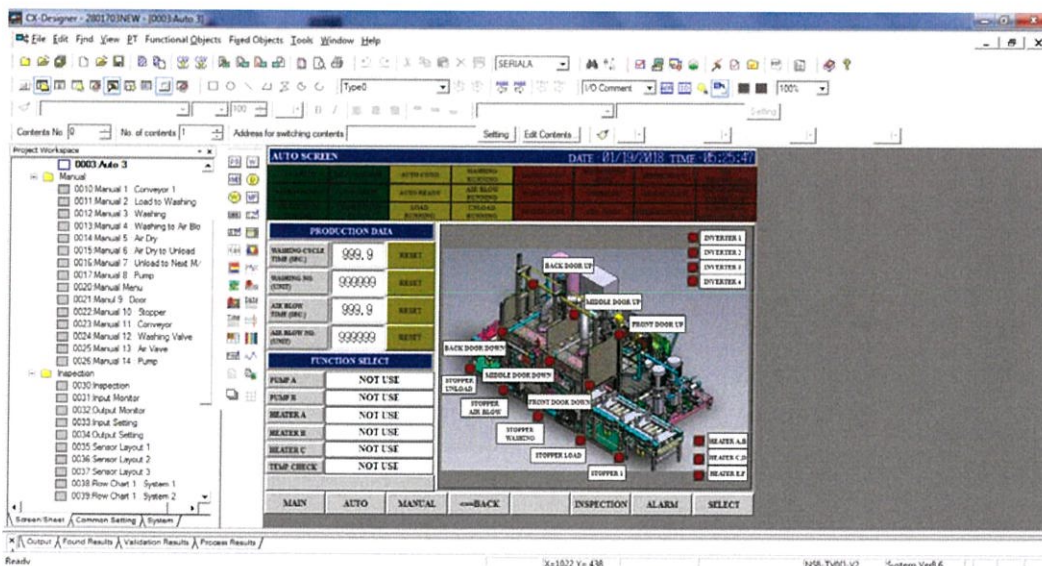 CX-Designer - 2801703NEW - [0003:Auto 3]
File Edit Find View PT Functional Objects Fixed Objects Tools Window Help
SERIALA
Type0
I/O Comment
100%
100
Setting
Contents No. 0 No. of contents 1 Address for switching contents Setting Edit Contents...
Project Workspace
0003:Auto 3
Manual
0010:Manual 1 Conveyor 1
0011:Manual 2 Load to Washing
0012:Manual 3 Washing
0013:Manual 4 Washing to Air Blo
0014:Manual 5 Air Dry
0015:Manual 6 Air Dry to Unload
0016:Manual 7 Unload to Next M/
0017:Manual 8 Pump
0020:Manual Menu
0021:Manul 9 Door
0022:Manual 10 Stopper
0023:Manual 11 Conveyor
0024:Manual 12 Washing Valve
0025:Manual 13 Air Vave
0026:Manual 14 Pump
Inspection
0030:Inspection
0031:Input Monitor
0032:Output Monitor
0033:Input Setting
0034:Output Setting
0035:Sensor Layout 1
0036:Sensor Layout 2
0037:Sensor Layout 3
0038:Flow Chart 1 System 1
0039:Flow Chart 1 System 2
Screen/Sheet Common Setting System
AUTO SCREEN DATE 01/19/2018 TIME 05:25:47
AUTO COND WASHING RUNNING
AUTO READY AIR BLOW RUNNING
LOAD RUNNING UNLOAD RUNNING
PRODUCTION DATA
WASHING CYCLE TIME (SEC.) 999.9 RESET
WASHING NO. (UNIT) 999999 RESET
AIR BLOW TIME (SEC.) 999.9 RESET
AIR BLOW NO. (UNIT) 999999 RESET
FUNCTION SELECT
PUMP A NOT USE
PUMP B NOT USE
HEATER A NOT USE
HEATER B NOT USE
HEATER C NOT USE
TEMP CHECK NOT USE
INVERTER 1
INVERTER 2
INVERTER 3
INVERTER 4
BACK DOOR UP
MIDDLE DOOR UP
FRONT DOOR UP
BACK DOOR DOWN
MIDDLE DOOR DOWN
FRONT DOOR DOWN
STOPPER UNLOAD
STOPPER AIR BLOW
STOPPER WASHING
STOPPER LOAD
STOPPER 1
HEATER A,B
HEATER C,D
HEATER E,F
MAIN AUTO MANUAL <==BACK INSPECTION ALARM SELECT
Output Found Results Validation Results Process Results
Ready X=1022 Y= 438 NS8-TV00-V2 System Ver8.6